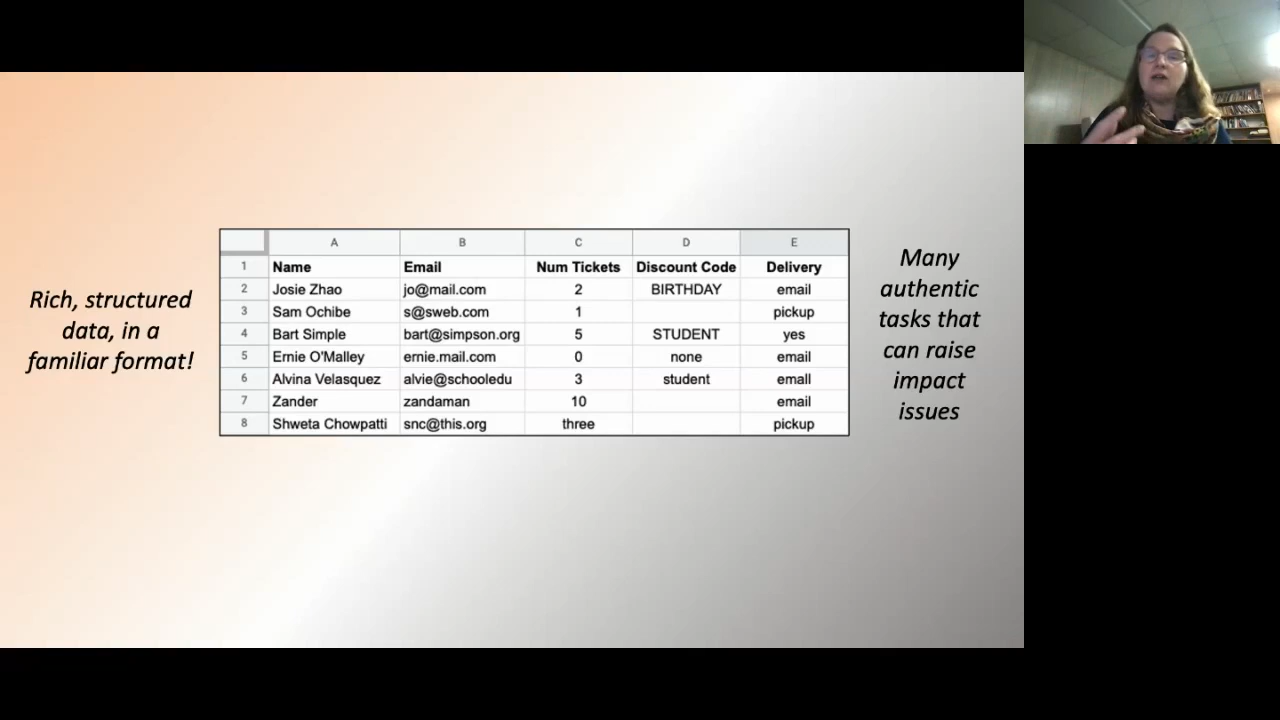 Rich, structured
data, in a
familiar format!
A B C D E
1 Name Email Num Tickets Discount Code Delivery
2 Josie Zhao jo@mail.com 2 BIRTHDAY email
3 Sam Ochibe s@sweb.com 1 pickup
4 Bart Simple bart@simpson.org 5 STUDENT yes
5 Ernie O'Malley ernie.mail.com 0 none email
6 Alvina Velasquez alvie@schooledu 3 student emall
7 Zander zandaman 10 email
8 Shweta Chowpatti snc@this.org three pickup
Many
authentic
tasks that
can raise
impact
issues